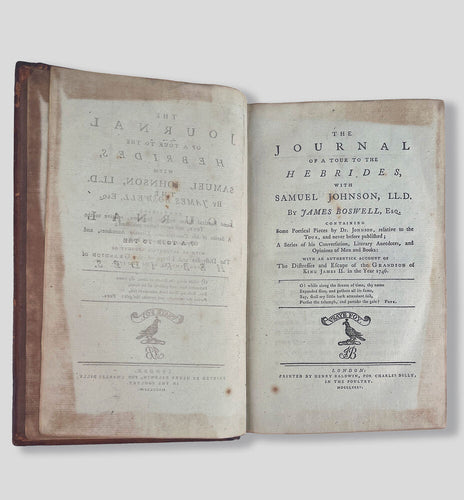 THE
JOURNAL
OF A TOUR TO THE
HEBRIDES,
WITH
SAMUEL JOHNSON, LL.D.
By JAMES BOSWELL, Esq.
CONTAINING
Some Poetical Pieces by Dr. Johnson, relative to the
Tour, and never before published;
A Series of his Conversation, Literary Anecdotes, and
Opinions of Men and Books:
WITH AN AUTHENTICK ACCOUNT OF
The Distresses and Escape of the GRANDSON of
KING JAMES II. in the Year 1746.
O! while along the stream of time, thy name
Expanded flies, and gathers all its fame,
Say, shall my little bark attendant sail,
Pursue the triumph, and partake the gale? POPE.
VRAYE FOY
JB
LONDON:
PRINTED BY HENRY BALDWIN, FOR CHARLES DILLY,
IN THE POULTRY.
MDCCLXXXV.